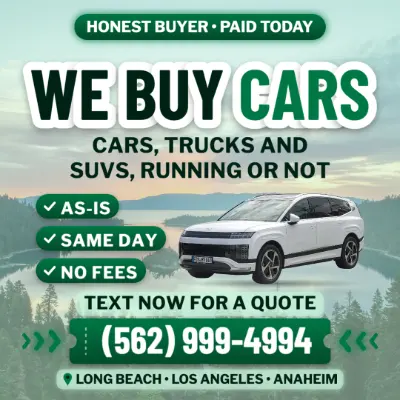 HONEST BUYER • PAID TODAY
WE BUY CARS
CARS, TRUCKS AND
SUVS, RUNNING OR NOT
AS-IS
SAME DAY
NO FEES
TEXT NOW FOR A QUOTE
(562) 999-4994
LONG BEACH • LOS ANGELES • ANAHEIM